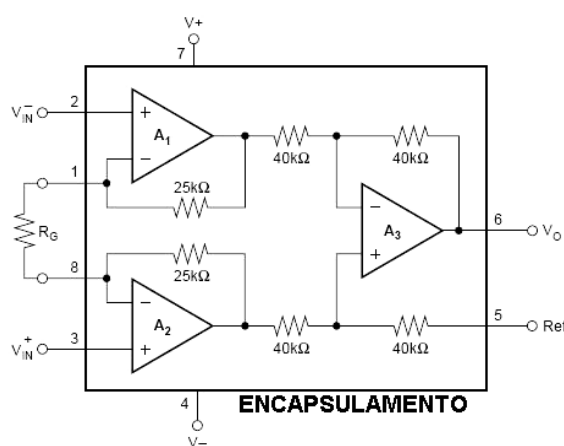 V+
7
V⁻IN
2
+
A1
−
40kΩ
40kΩ
1
25kΩ
RG
−
A3
+
6
VO
8
25kΩ
−
A2
+
V⁺IN
3
40kΩ
40kΩ
5
Ref
4
ENCAPSULAMENTO
V−